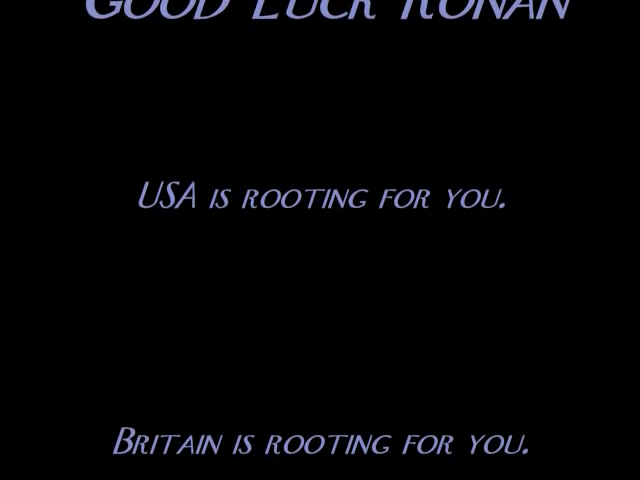 Good Luck Ronan
USA is rooting for you.
Britain is rooting for you.